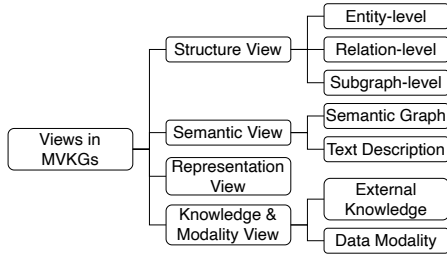 Views in
MVKGs
Structure View
Entity-level
Relation-level
Subgraph-level
Semantic View
Semantic Graph
Text Description
Representation
View
Knowledge &
Modality View
External
Knowledge
Data Modality